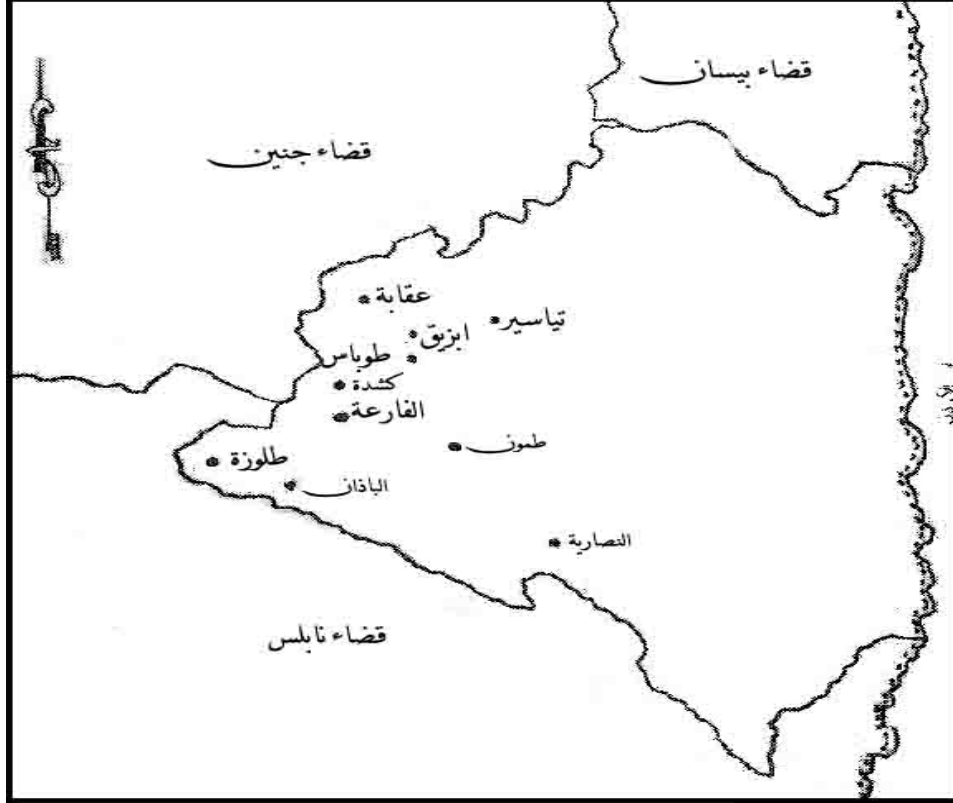 قضاء بيسان
قضاء جنين
عقابة
تياسير
ابزيق
طوباس
كشدة
الفارعة
طمون
طلوزة
الباذان
النصارية
قضاء نابلس